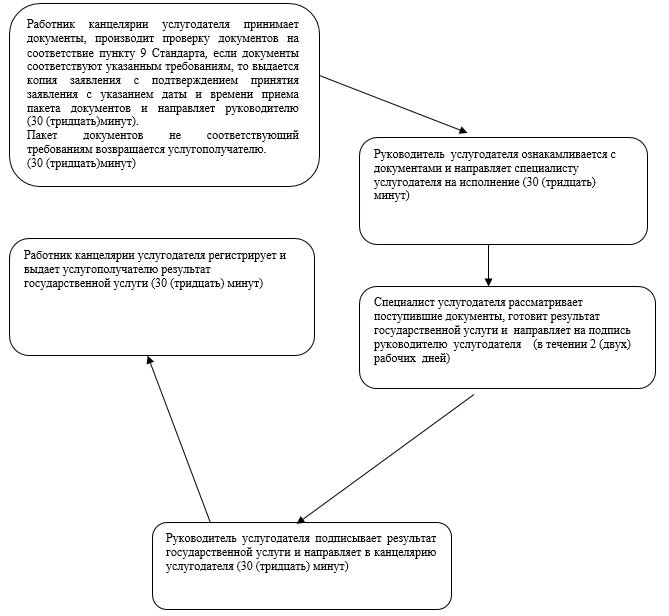 Работник канцелярии услугодателя принимает
документы, производит проверку документов на
соответствие пункту 9 Стандарта, если документы
соответствуют указанным требованиям, то выдается
копия заявления с подтверждением принятия
заявления с указанием даты и времени приема
пакета документов и направляет руководителю
(30 (тридцать)минут).
Пакет документов не соответствующий
требованиям возвращается услугополучателю.
(30 (тридцать)минут)
Руководитель услугодателя ознакамливается с
документами и направляет специалисту
услугодателя на исполнение (30 (тридцать)
минут)
Специалист услугодателя рассматривает
поступившие документы, готовит результат
государственной услуги и направляет на подпись
руководителю услугодателя (в течении 2 (двух)
рабочих дней)
Руководитель услугодателя подписывает результат
государственной услуги и направляет в канцелярию
услугодателя (30 (тридцать) минут)
Работник канцелярии услугодателя регистрирует и
выдает услугополучателю результат
государственной услуги (30 (тридцать) минут)